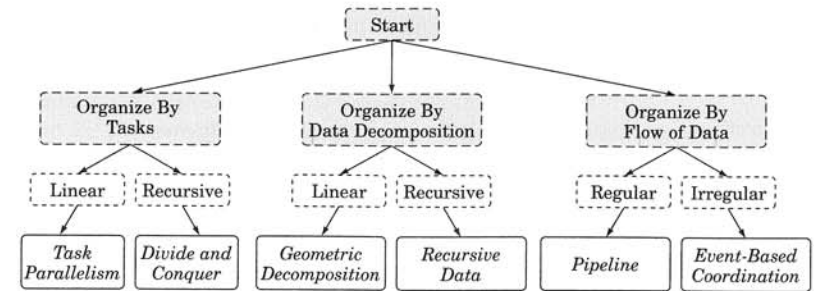 Start
Organize By
Tasks
Organize By
Data Decomposition
Organize By
Flow of Data
Linear
Recursive
Linear
Recursive
Regular
Irregular
Task
Parallelism
Divide and
Conquer
Geometric
Decomposition
Recursive
Data
Pipeline
Event-Based
Coordination